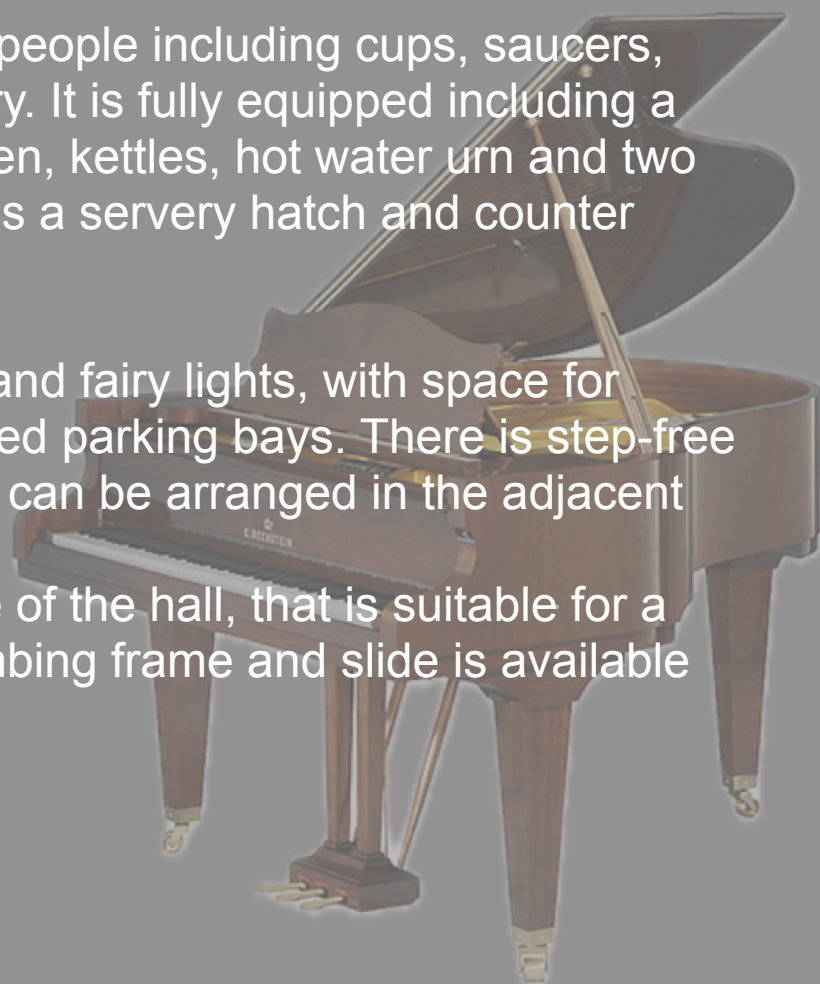 people including cups, saucers,
ry. It is fully equipped including a
en, kettles, hot water urn and two
s a servery hatch and counter
and fairy lights, with space for
ed parking bays. There is step-free
can be arranged in the adjacent
C.BECHSTEIN
e of the hall, that is suitable for a
mbing frame and slide is available